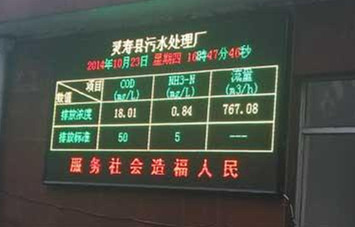 灵寿县污水处理厂
2014年10月23日 星期四 16時47分46秒
项目 COD NH3-N 流量
数值 (mg/L) (mg/L) (m3/h)
排放浓度 18.01 0.84 767.08
排放标准 50 5 ---
服务社会造福人民